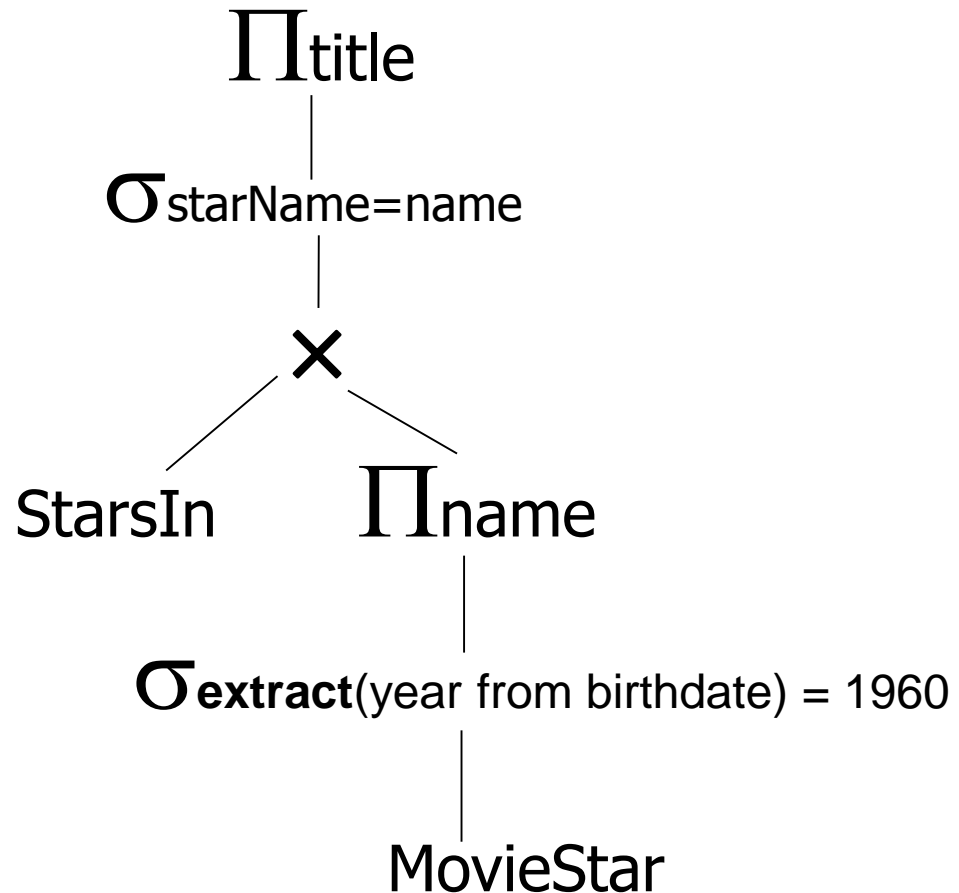 Πtitle
σstarName=name
×
StarsIn Πname
σextract(year from birthdate) = 1960
MovieStar